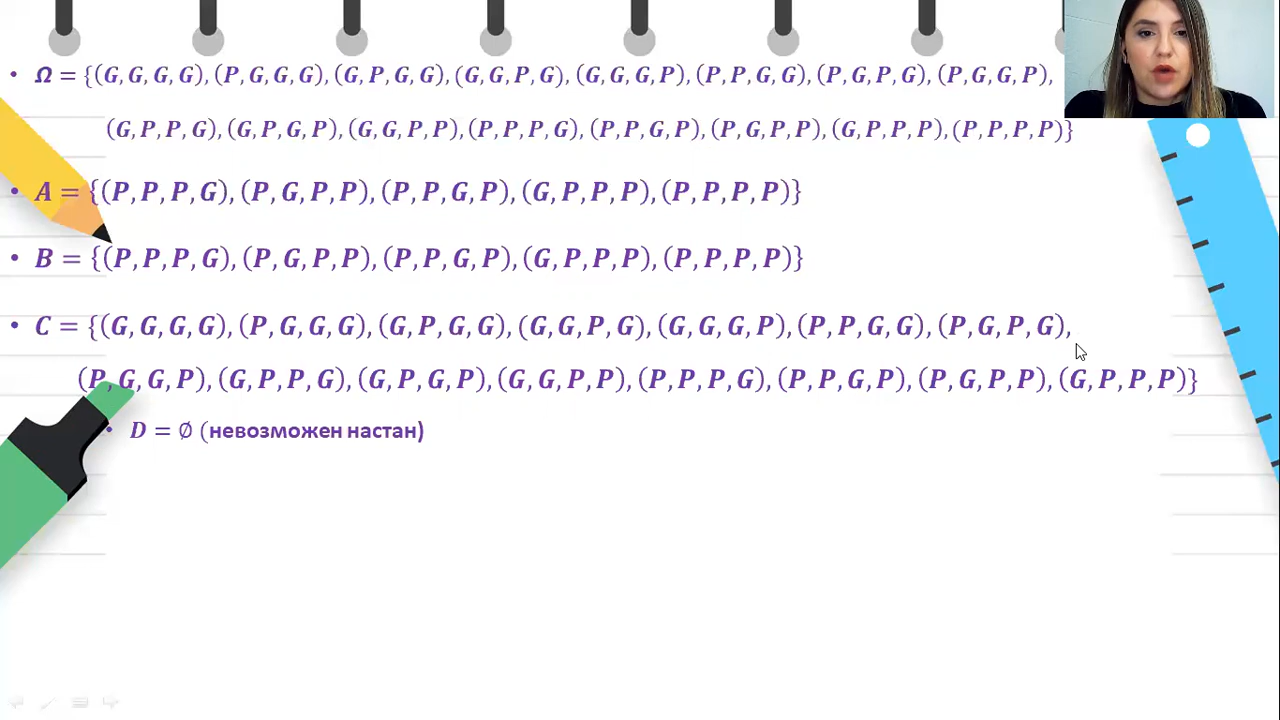 • Ω = {(G, G, G, G), (P, G, G, G), (G, P, G, G), (G, G, P, G), (G, G, G, P), (P, P, G, G), (P, G, P, G), (P, G, G, P),
(G, P, P, G), (G, P, G, P), (G, G, P, P), (P, P, P, G), (P, P, G, P), (P, G, P, P), (G, P, P, P), (P, P, P, P)}
• A = {(P, P, P, G), (P, G, P, P), (P, P, G, P), (G, P, P, P), (P, P, P, P)}
• B = {(P, P, P, G), (P, G, P, P), (P, P, G, P), (G, P, P, P), (P, P, P, P)}
• C = {(G, G, G, G), (P, G, G, G), (G, P, G, G), (G, G, P, G), (G, G, G, P), (P, P, G, G), (P, G, P, G),
(P, G, G, P), (G, P, P, G), (G, P, G, P), (G, G, P, P), (P, P, P, G), (P, P, G, P), (P, G, P, P), (G, P, P, P)}
• D = ∅ (невозможен настан)